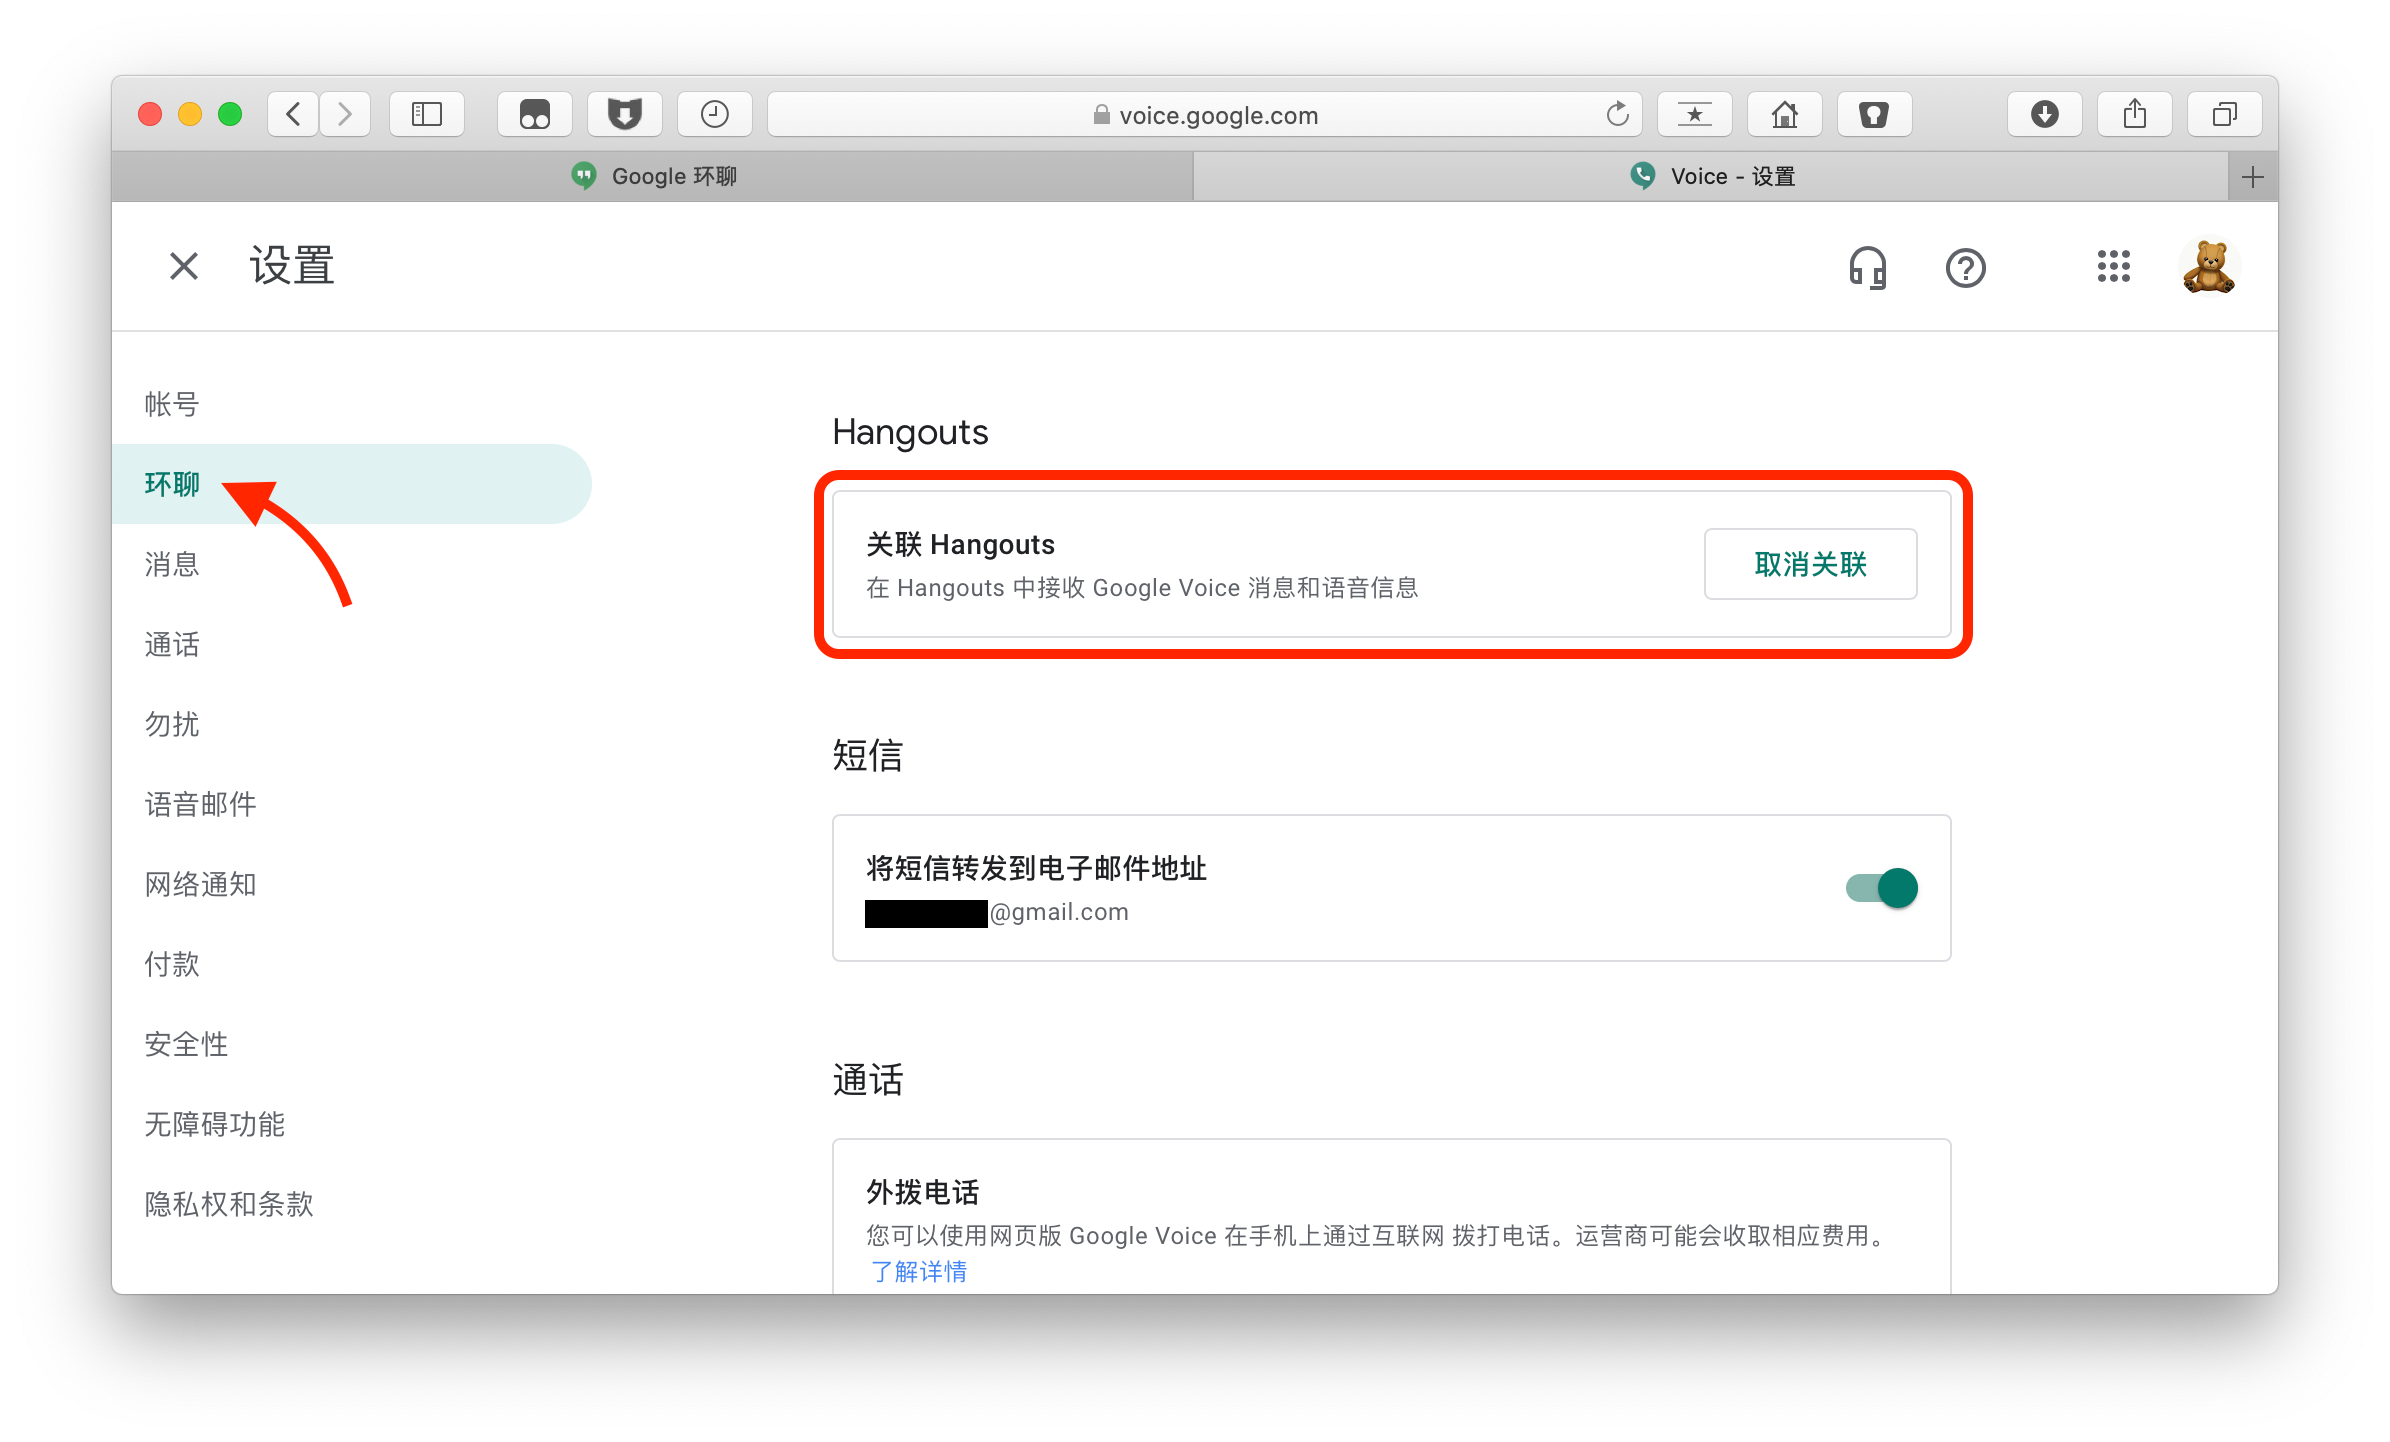 voice.google.com
Google 环聊
Voice - 设置
设置
帐号
环聊
消息
通话
勿扰
语音邮件
网络通知
付款
安全性
无障碍功能
隐私权和条款
Hangouts
关联 Hangouts
在 Hangouts 中接收 Google Voice 消息和语音信息
取消关联
短信
将短信转发到电子邮件地址
@gmail.com
通话
外拨电话
您可以使用网页版 Google Voice 在手机上通过互联网 拨打电话。运营商可能会收取相应费用。
了解详情